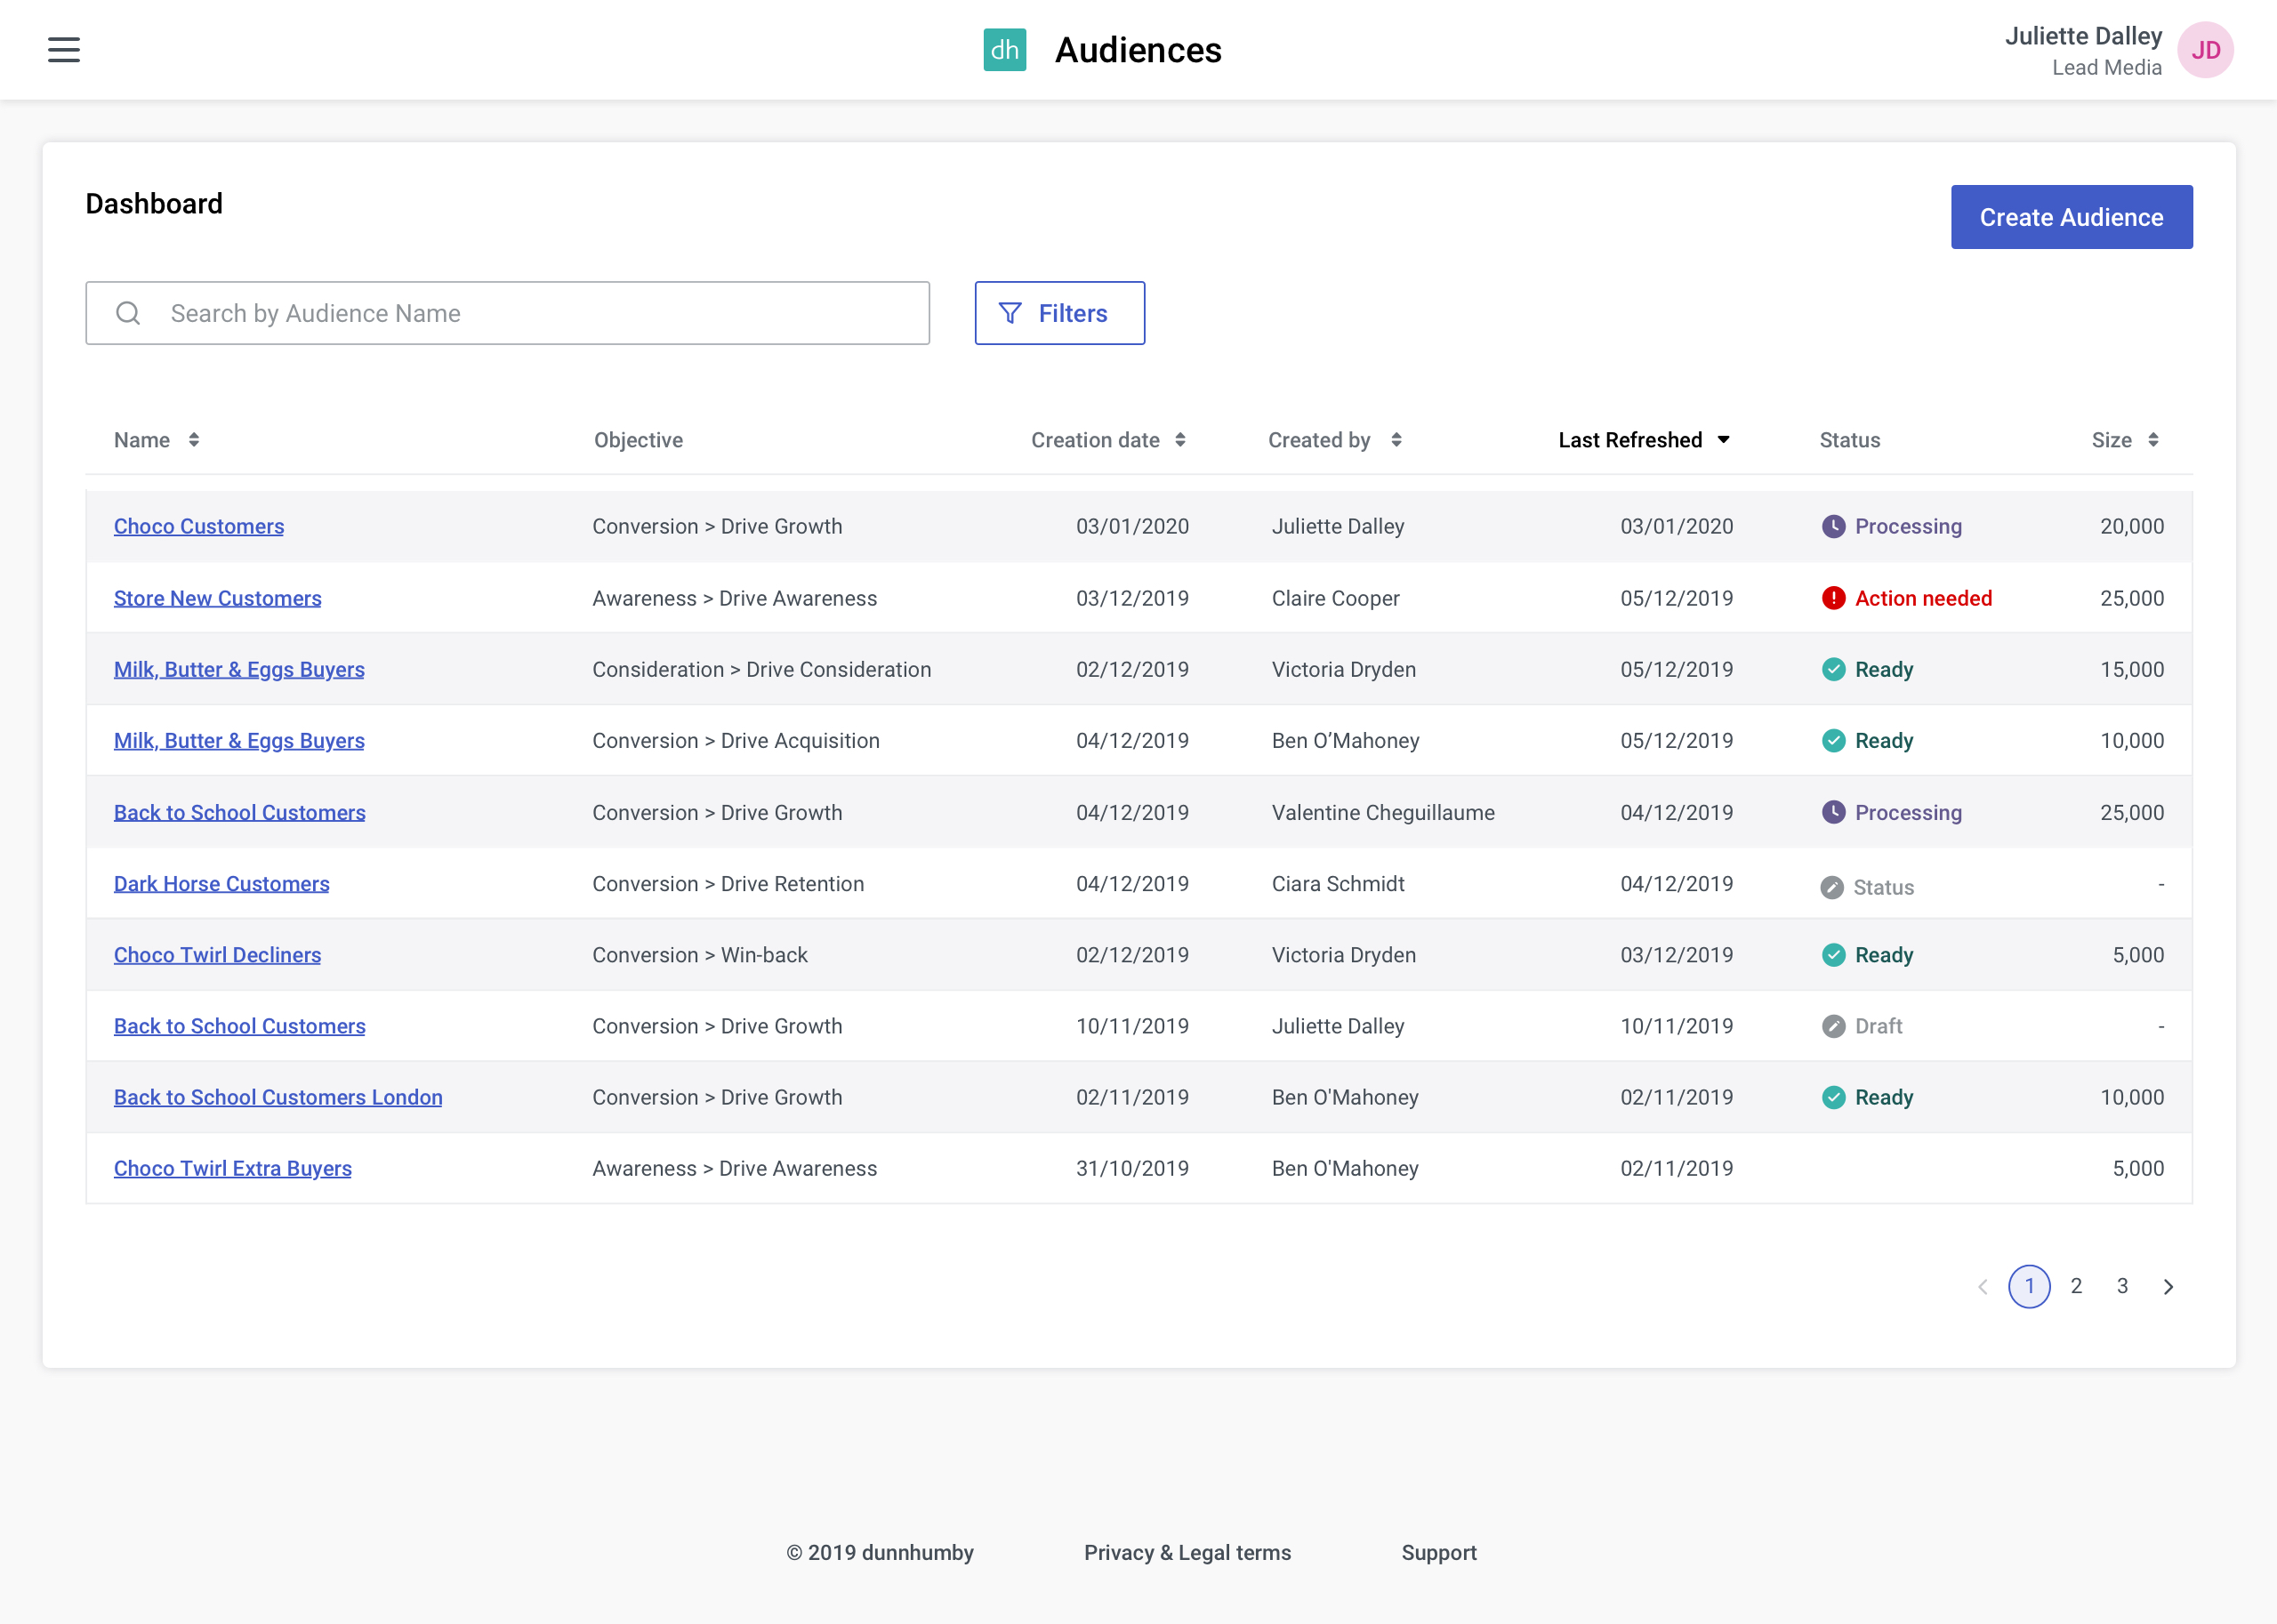 dh Audiences
Juliette Dalley
Lead Media
JD
Dashboard
Create Audience
Search by Audience Name
Filters
Name Objective Creation date Created by Last Refreshed Status Size
Choco Customers Conversion > Drive Growth 03/01/2020 Juliette Dalley 03/01/2020 Processing 20,000
Store New Customers Awareness > Drive Awareness 03/12/2019 Claire Cooper 05/12/2019 Action needed 25,000
Milk, Butter & Eggs Buyers Consideration > Drive Consideration 02/12/2019 Victoria Dryden 05/12/2019 Ready 15,000
Milk, Butter & Eggs Buyers Conversion > Drive Acquisition 04/12/2019 Ben O’Mahoney 05/12/2019 Ready 10,000
Back to School Customers Conversion > Drive Growth 04/12/2019 Valentine Cheguillaume 04/12/2019 Processing 25,000
Dark Horse Customers Conversion > Drive Retention 04/12/2019 Ciara Schmidt 04/12/2019 Status -
Choco Twirl Decliners Conversion > Win-back 02/12/2019 Victoria Dryden 03/12/2019 Ready 5,000
Back to School Customers Conversion > Drive Growth 10/11/2019 Juliette Dalley 10/11/2019 Draft -
Back to School Customers London Conversion > Drive Growth 02/11/2019 Ben O'Mahoney 02/11/2019 Ready 10,000
Choco Twirl Extra Buyers Awareness > Drive Awareness 31/10/2019 Ben O'Mahoney 02/11/2019 5,000
1 2 3
© 2019 dunnhumby Privacy & Legal terms Support